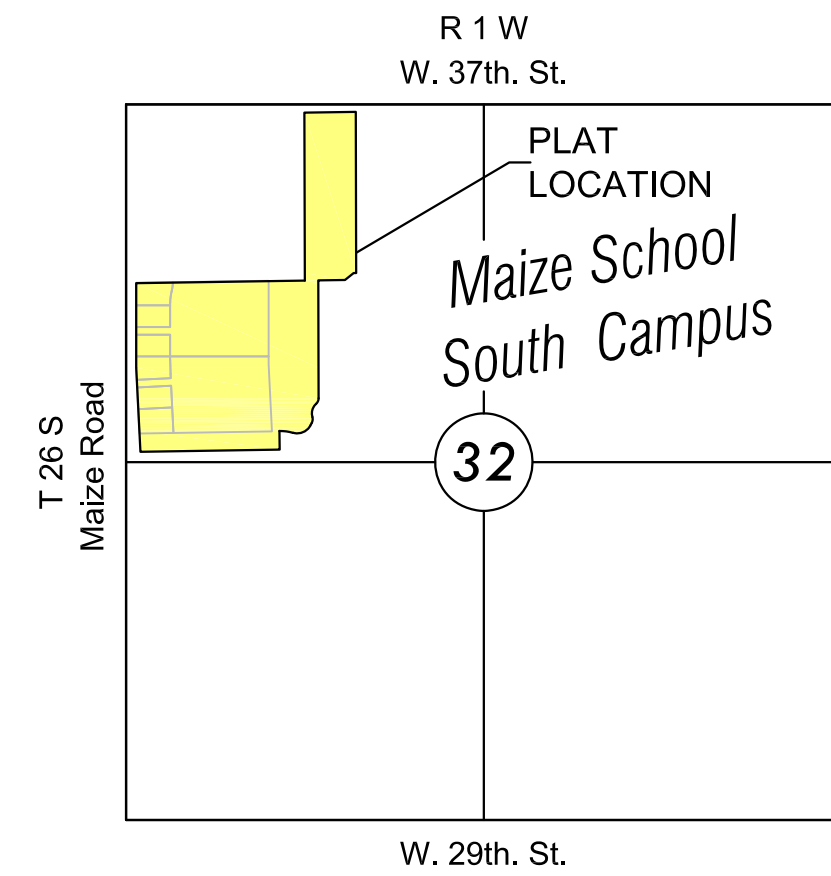 R 1 W
W. 37th. St.
PLAT
LOCATION
Maize School
South Campus
T 26 S
Maize Road
32
W. 29th. St.